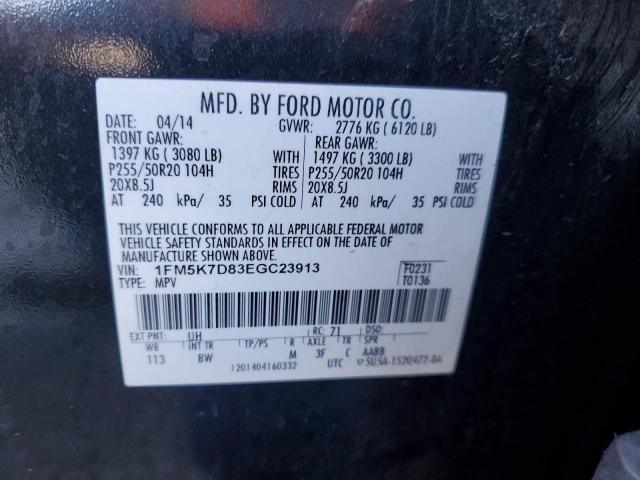 MFD. BY FORD MOTOR CO.
DATE: 04/14 GVWR: 2776 KG ( 6120 LB)
FRONT GAWR: REAR GAWR:
1397 KG ( 3080 LB) WITH 1497 KG ( 3300 LB) WITH
P255/50R20 104H TIRES P255/50R20 104H TIRES
20X8.5J RIMS 20X8.5J RIMS
AT 240 kPa/ 35 PSI COLD AT 240 kPa/ 35 PSI COLD
THIS VEHICLE CONFORMS TO ALL APPLICABLE FEDERAL MOTOR
VEHICLE SAFETY STANDARDS IN EFFECT ON THE DATE OF
MANUFACTURE SHOWN ABOVE.
VIN: 1FM5K7D83EGC23913 F0231
TYPE: MPV T0136
EXT PNT: UH RC: 71 DSO:
WB INT TR TP/PS R AXLE TR SPR
113 BW M 3F C AABB
1201404160332 UTC 5U5A-1520472-BA